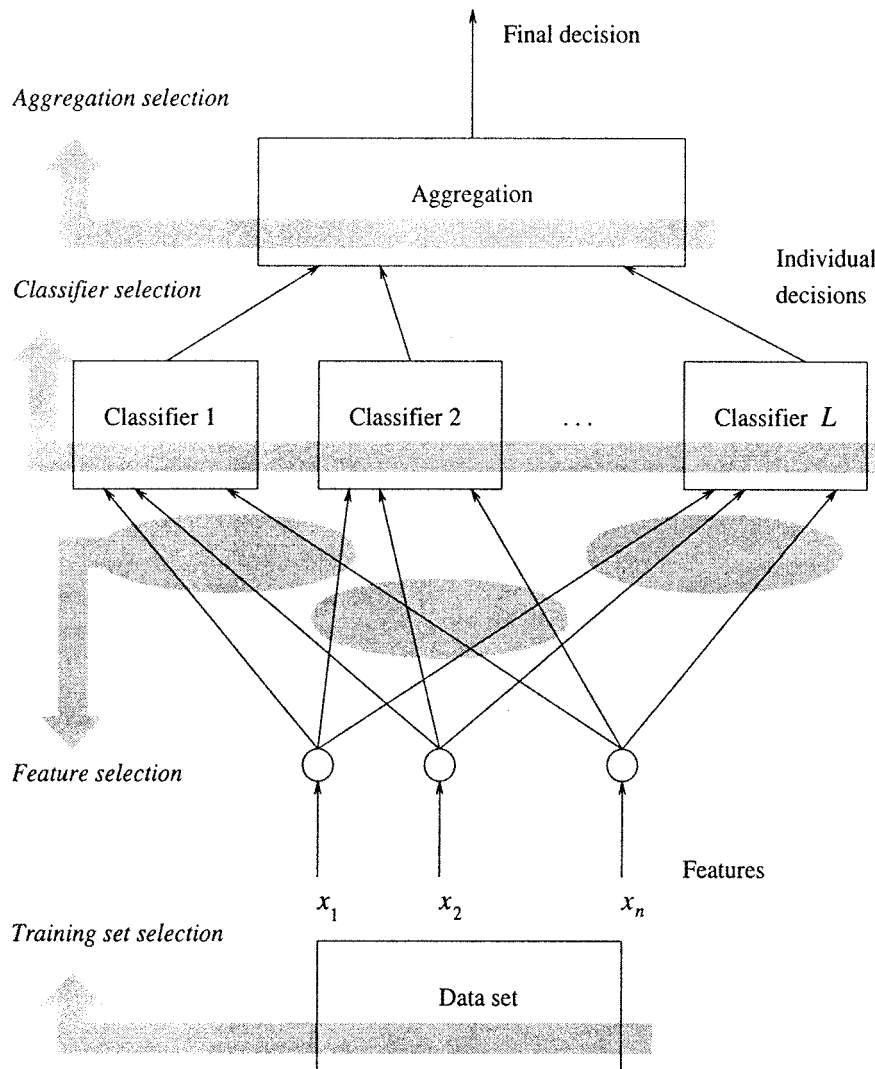 Final decision
Aggregation selection
Aggregation
Individual
decisions
Classifier selection
Classifier 1
Classifier 2
...
Classifier L
Feature selection
Features
x1
x2
xn
Training set selection
Data set